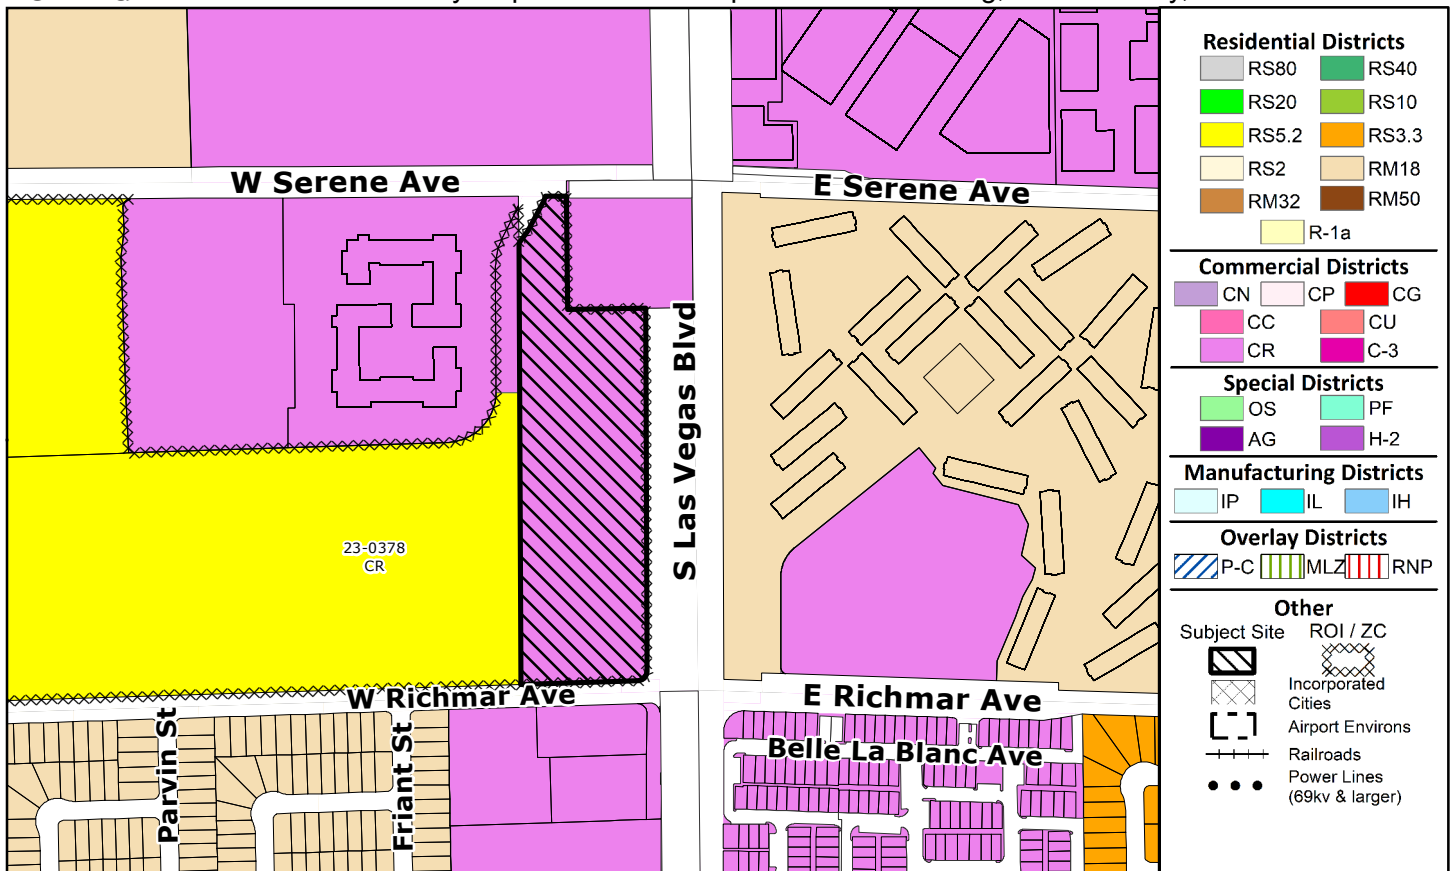 W Serene Ave
E Serene Ave
S Las Vegas Blvd
23-0378
CR
W Richmar Ave
E Richmar Ave
Belle La Blanc Ave
Parvin St
Friant St
Residential Districts
RS80 RS40
RS20 RS10
RS5.2 RS3.3
RS2 RM18
RM32 RM50
R-1a
Commercial Districts
CN CP CG
CC CU
CR C-3
Special Districts
OS PF
AG H-2
Manufacturing Districts
IP IL IH
Overlay Districts
P-C MLZ RNP
Other
Subject Site ROI / ZC
Incorporated
Cities
Airport Environs
Railroads
Power Lines
(69kv & larger)